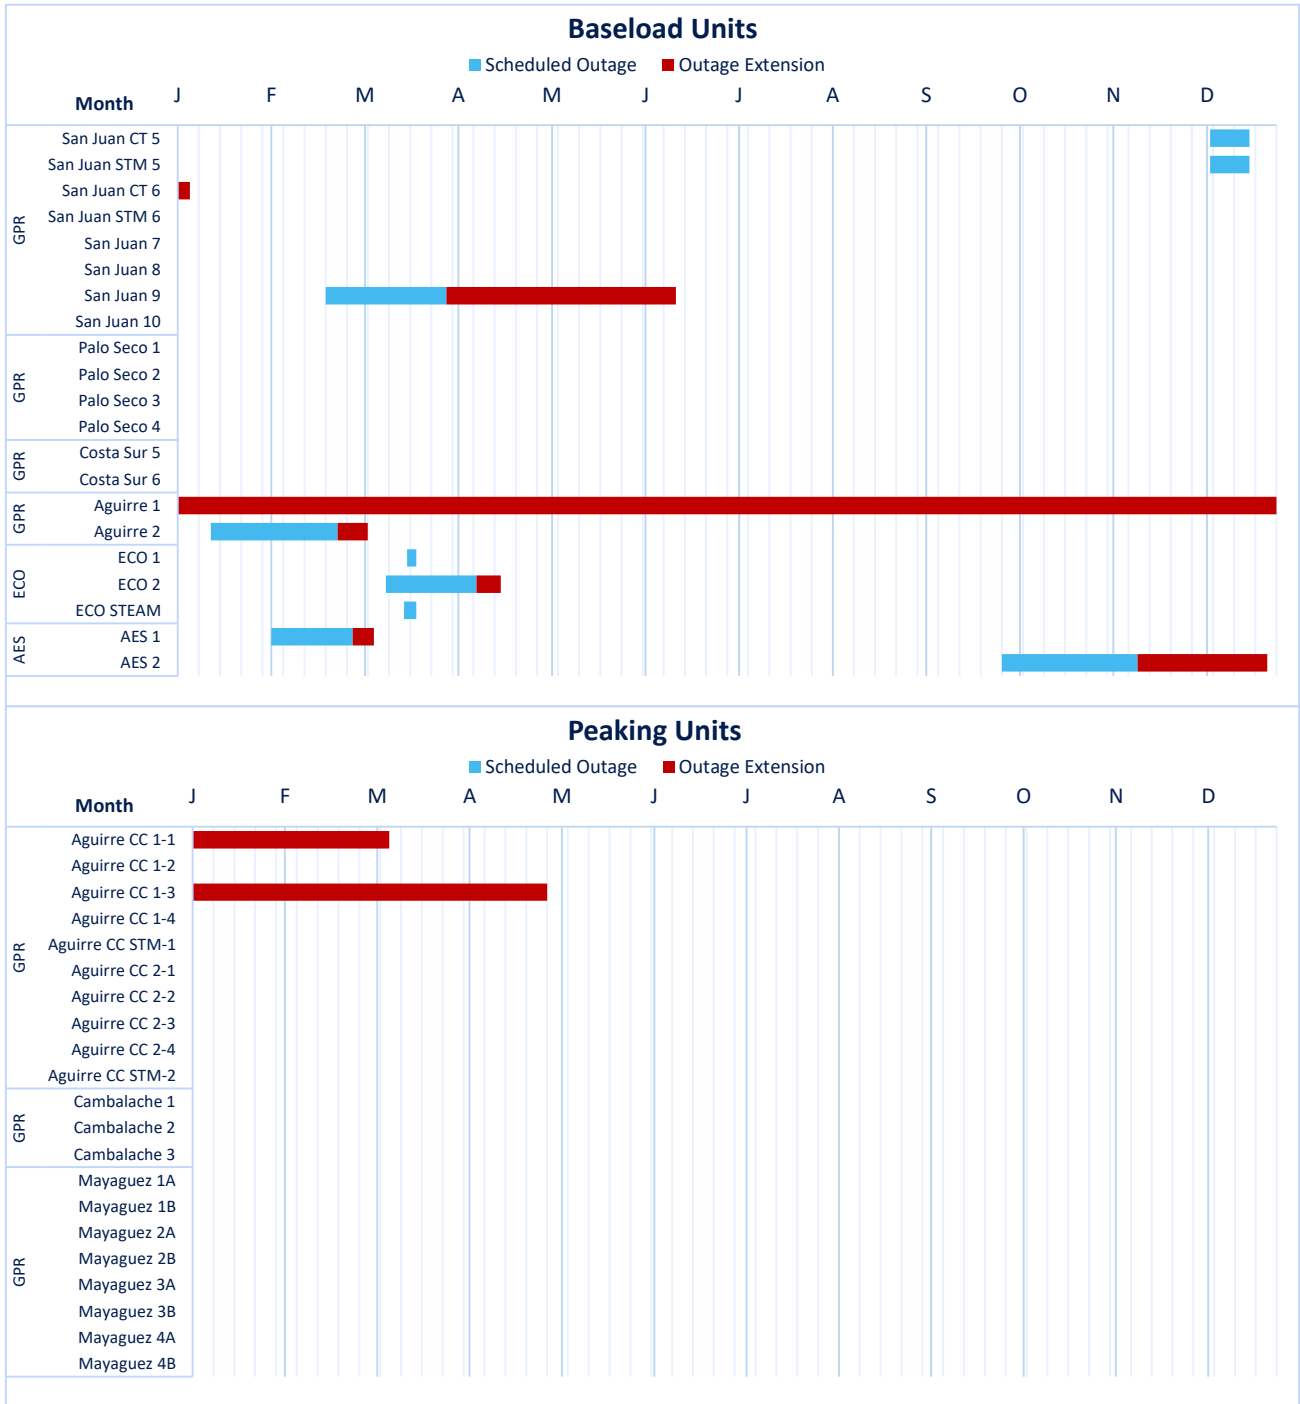 Baseload Units
Scheduled Outage Outage Extension
Month J F M A M J J A S O N D
GPR
San Juan CT 5
San Juan STM 5
San Juan CT 6
San Juan STM 6
San Juan 7
San Juan 8
San Juan 9
San Juan 10
GPR
Palo Seco 1
Palo Seco 2
Palo Seco 3
Palo Seco 4
GPR
Costa Sur 5
Costa Sur 6
GPR
Aguirre 1
Aguirre 2
ECO
ECO 1
ECO 2
ECO STEAM
AES
AES 1
AES 2
Peaking Units
Scheduled Outage Outage Extension
Month J F M A M J J A S O N D
GPR
Aguirre CC 1-1
Aguirre CC 1-2
Aguirre CC 1-3
Aguirre CC 1-4
Aguirre CC STM-1
Aguirre CC 2-1
Aguirre CC 2-2
Aguirre CC 2-3
Aguirre CC 2-4
Aguirre CC STM-2
GPR
Cambalache 1
Cambalache 2
Cambalache 3
GPR
Mayaguez 1A
Mayaguez 1B
Mayaguez 2A
Mayaguez 2B
Mayaguez 3A
Mayaguez 3B
Mayaguez 4A
Mayaguez 4B